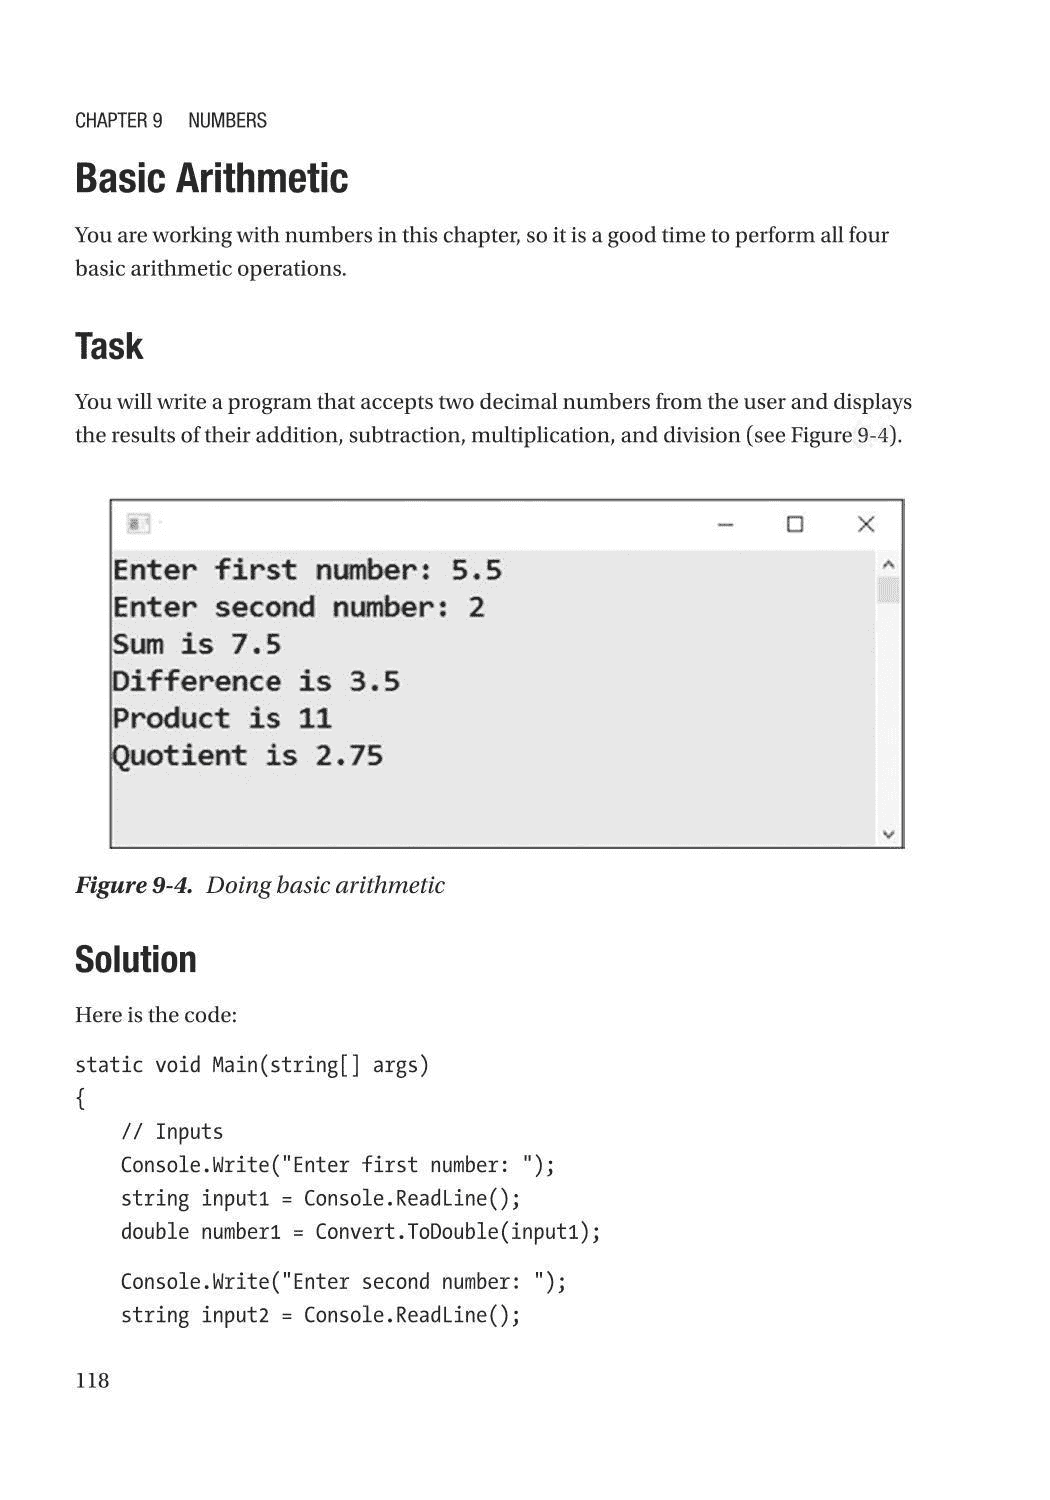 CHAPTER 9 NUMBERS
Basic Arithmetic
You are working with numbers in this chapter, so it is a good time to perform all four
basic arithmetic operations.
Task
You will write a program that accepts two decimal numbers from the user and displays
the results of their addition, subtraction, multiplication, and division (see Figure 9-4).
Enter first number: 5.5
Enter second number: 2
Sum is 7.5
Difference is 3.5
Product is 11
Quotient is 2.75
Figure 9-4. Doing basic arithmetic
Solution
Here is the code:
static void Main(string[] args)
{
    // Inputs
    Console.Write("Enter first number: ");
    string input1 = Console.ReadLine();
    double number1 = Convert.ToDouble(input1);
    Console.Write("Enter second number: ");
    string input2 = Console.ReadLine();
118